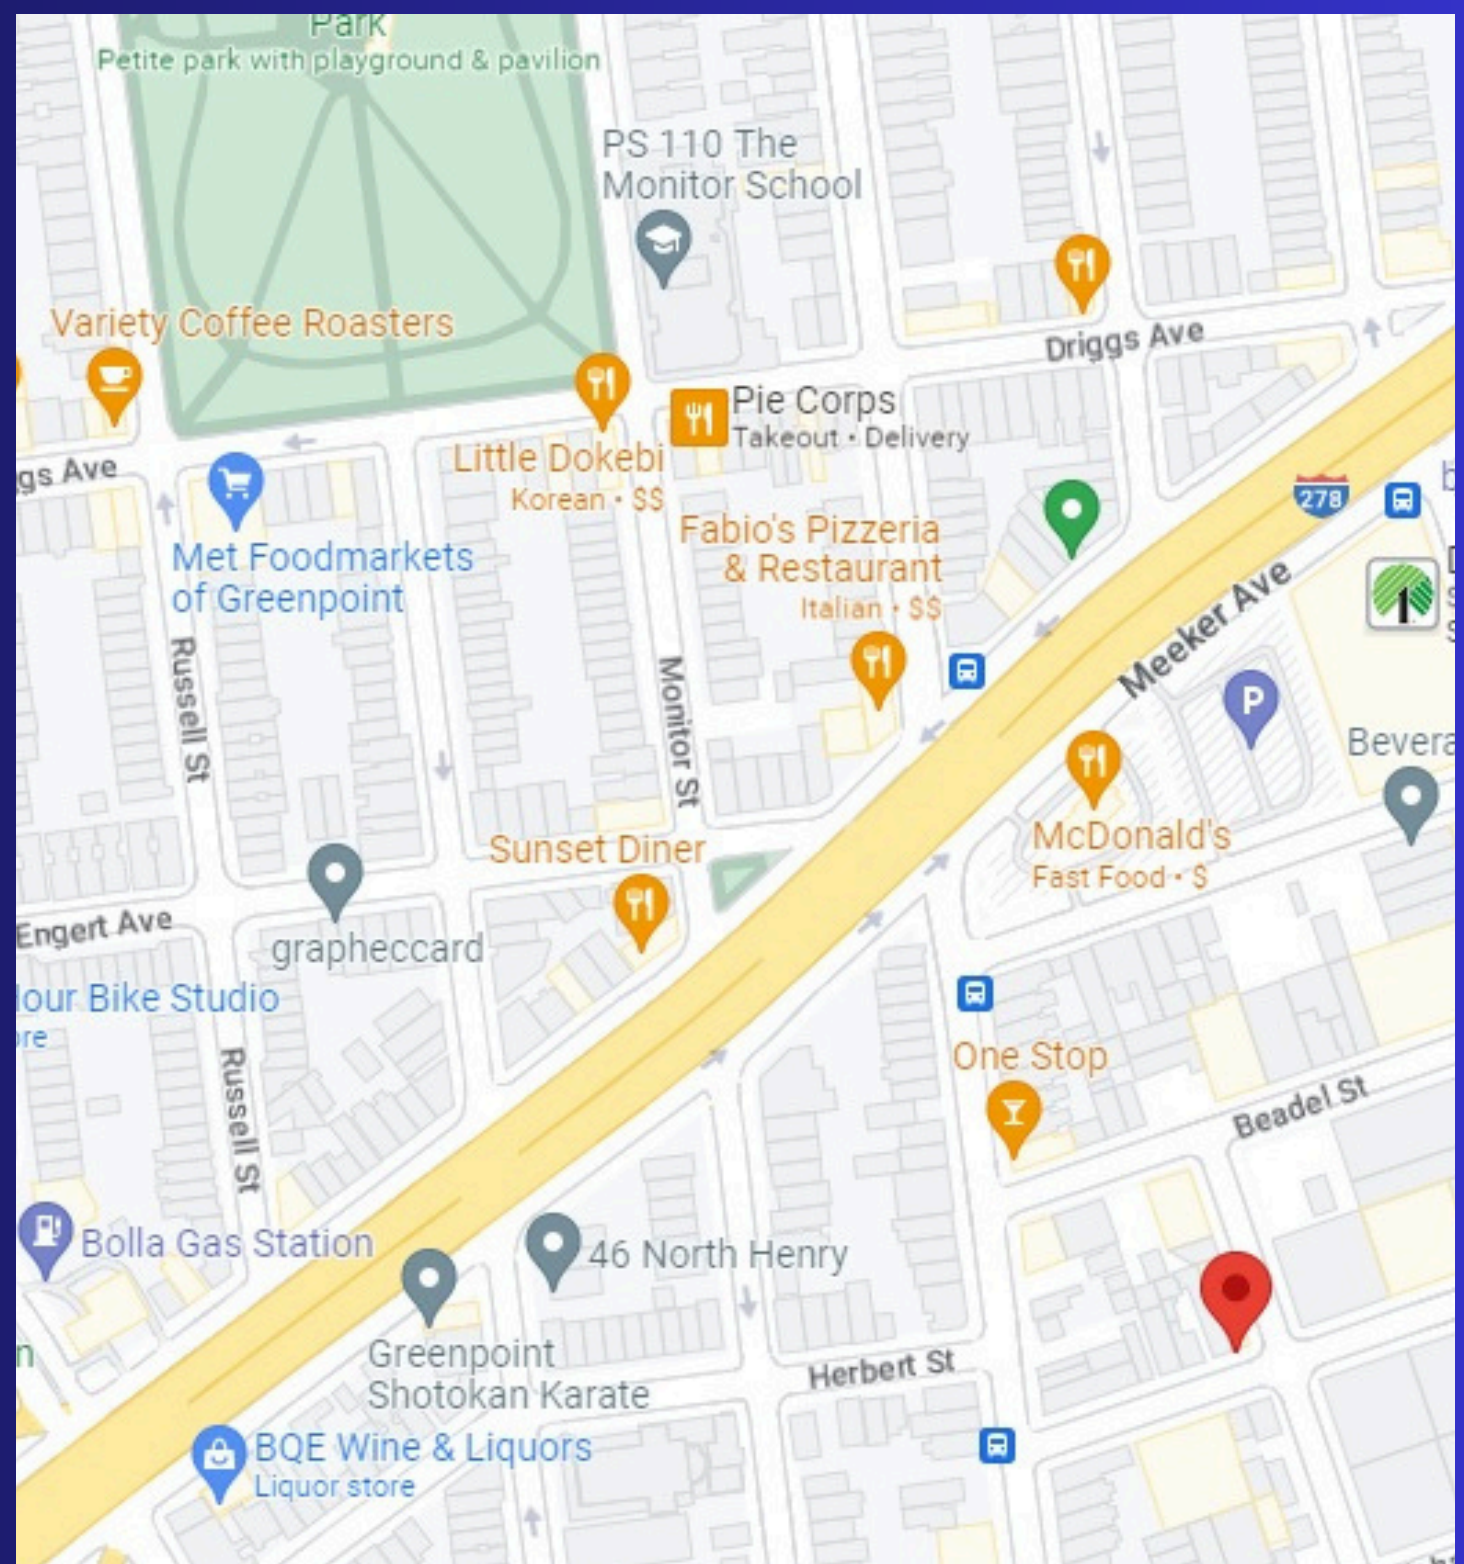 Park
Petite park with playground & pavilion
PS 110 The
Monitor School
Variety Coffee Roasters
Driggs Ave
Pie Corps
Takeout • Delivery
Little Dokebi
Korean • $$
gs Ave
278
Fabio's Pizzeria
& Restaurant
Italian • $$
Met Foodmarkets
of Greenpoint
Meeker Ave
Russell St
Monitor St
P
Bevera
McDonald's
Fast Food • $
Sunset Diner
Engert Ave
grapheccard
Hour Bike Studio
ore
One Stop
Russell St
Beadel St
Bolla Gas Station
46 North Henry
Greenpoint
Shotokan Karate
Herbert St
n
BQE Wine & Liquors
Liquor store